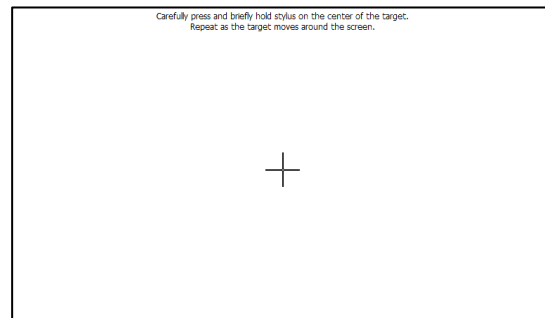 Carefully press and briefly hold stylus on the center of the target.
Repeat as the target moves around the screen.